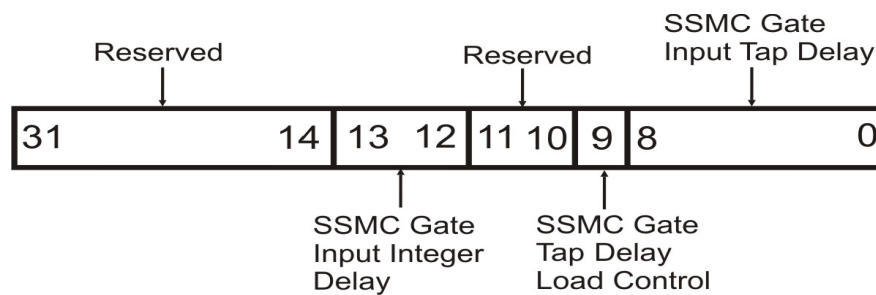 SSMC Gate
Input Tap Delay
Reserved
Reserved
31 14 13 12 11 10 9 8 0
SSMC Gate
Input Integer
Delay
SSMC Gate
Tap Delay
Load Control